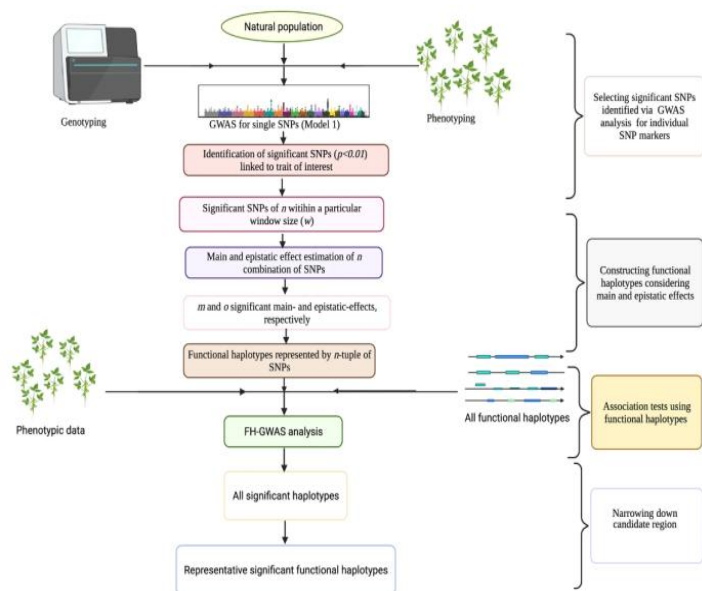 Natural population
Genotyping
Phenotyping
GWAS for single SNPs (Model 1)
Selecting significant SNPs
identified via GWAS
analysis for individual
SNP markers
Identification of significant SNPs (p<0.01)
linked to trait of interest
Significant SNPs of n witihin a particular
window size (w)
Main and epistatic effect estimation of n
combination of SNPs
Constructing functional
haplotypes considering
main and epistatic effects
m and o significant main- and epistatic-effects,
respectively
Functional haplotypes represented by n-tuple of
SNPs
Phenotypic data
All functional haplotypes
Association tests using
functional haplotypes
FH-GWAS analysis
All significant haplotypes
Narrowing down
candidate region
Representative significant functional haplotypes